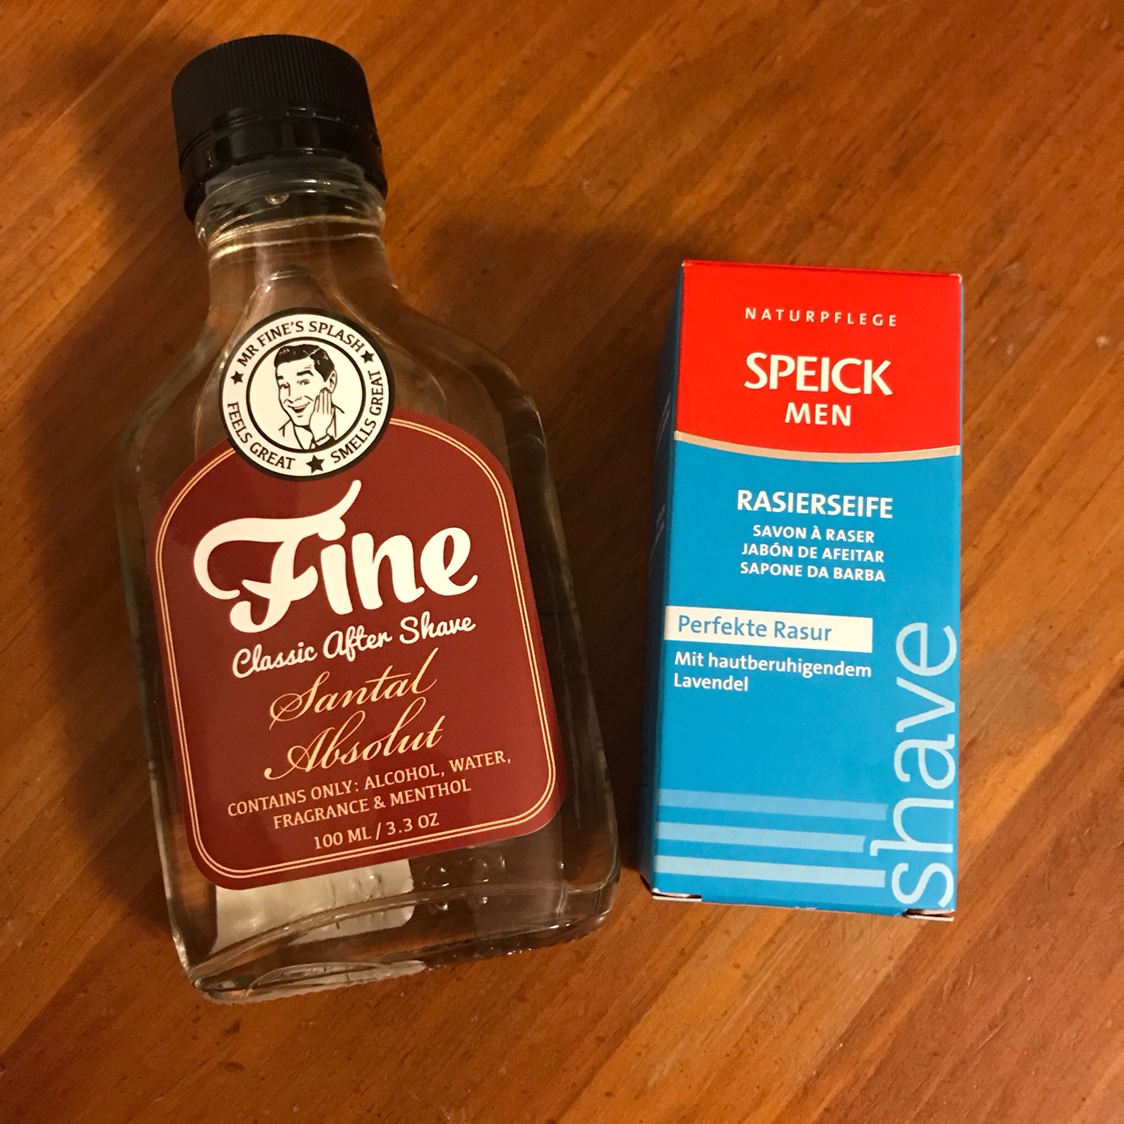 MR FINE'S SPLASH
FEELS GREAT ★ SMELLS GREAT
Fine
Classic After Shave
Santal
Absolut
CONTAINS ONLY: ALCOHOL, WATER,
FRAGRANCE & MENTHOL
100 ML / 3.3 OZ
NATURPFLEGE
SPEICK
MEN
RASIERSEIFE
SAVON À RASER
JABÓN DE AFEITAR
SAPONE DA BARBA
Perfekte Rasur
Mit hautberuhigendem
Lavendel
shave